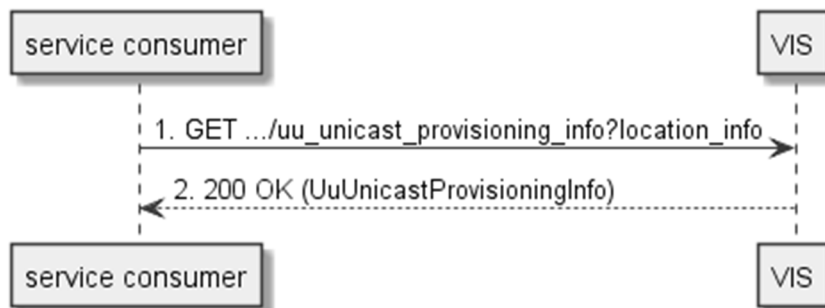 service consumer
VIS
1. GET .../uu_unicast_provisioning_info?location_info
2. 200 OK (UuUnicastProvisioningInfo)
service consumer
VIS